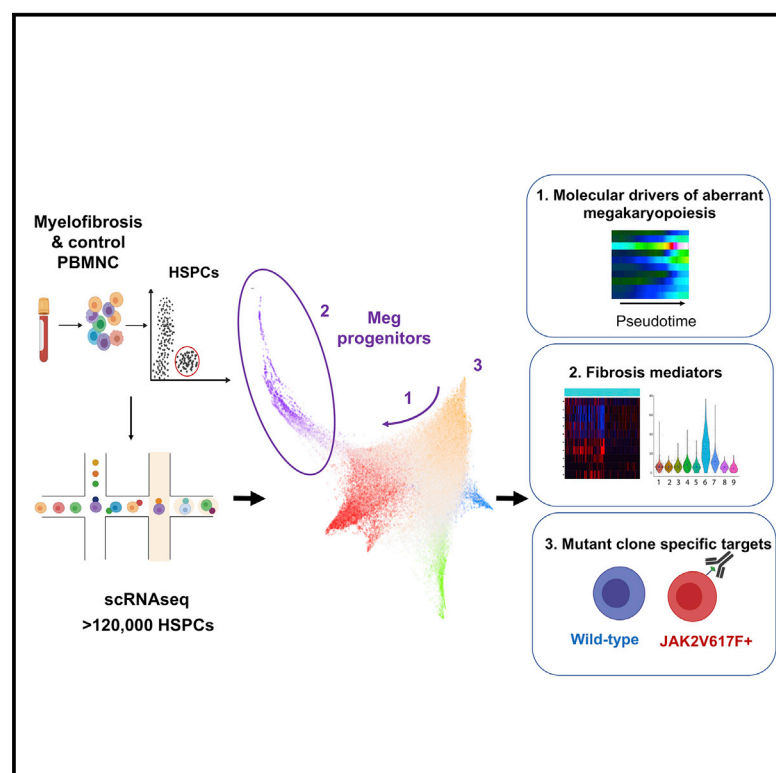 Myelofibrosis
& control
PBMNC
HSPCs
scRNAseq
>120,000 HSPCs
2
Meg
progenitors
1
3
1. Molecular drivers of aberrant
megakaryopoiesis
Pseudotime
2. Fibrosis mediators
1 2 3 4 5 6 7 8 9
3. Mutant clone specific targets
Wild-type
JAK2V617F+